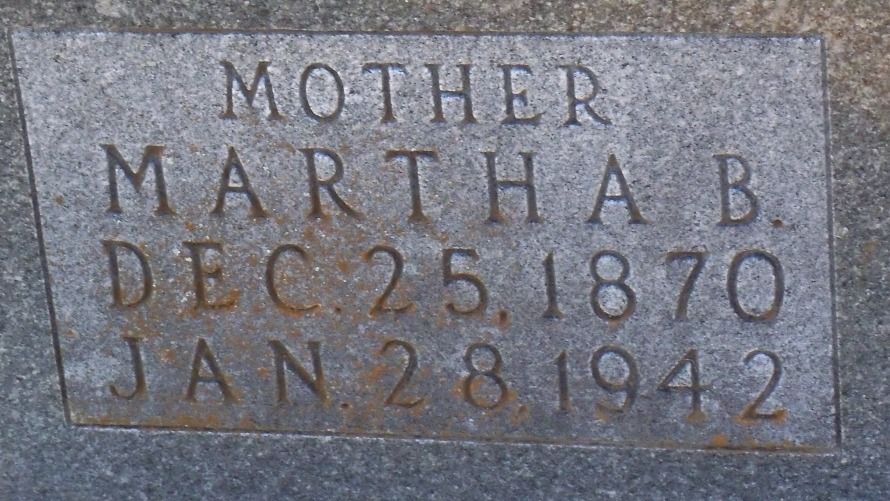 MOTHER
MARTHA B.
DEC. 25, 1870
JAN. 28, 1942